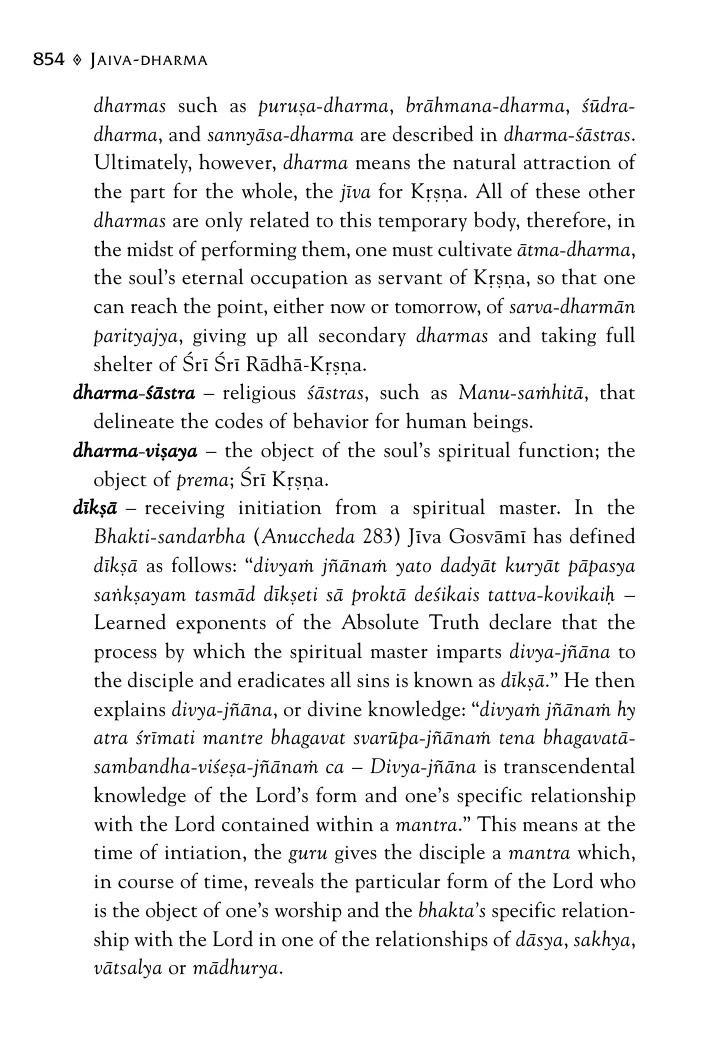 854 ◊ JAIVA-DHARMA
dharmas such as puruṣa-dharma, brāhmana-dharma, śūdra-
dharma, and sannyāsa-dharma are described in dharma-śāstras.
Ultimately, however, dharma means the natural attraction of
the part for the whole, the jīva for Kṛṣṇa. All of these other
dharmas are only related to this temporary body, therefore, in
the midst of performing them, one must cultivate ātma-dharma,
the soul's eternal occupation as servant of Kṛṣṇa, so that one
can reach the point, either now or tomorrow, of sarva-dharmān
parityajya, giving up all secondary dharmas and taking full
shelter of Śrī Śrī Rādhā-Kṛṣṇa.
dharma-śāstra – religious śāstras, such as Manu-saṁhitā, that
delineate the codes of behavior for human beings.
dharma-viṣaya – the object of the soul's spiritual function; the
object of prema; Śrī Kṛṣṇa.
dīkṣā – receiving initiation from a spiritual master. In the
Bhakti-sandarbha (Anuccheda 283) Jīva Gosvāmī has defined
dīkṣā as follows: “divyaṁ jñānaṁ yato dadyāt kuryāt pāpasya
saṅkṣayam tasmād dīkṣeti sā proktā deśikais tattva-kovikaiḥ –
Learned exponents of the Absolute Truth declare that the
process by which the spiritual master imparts divya-jñāna to
the disciple and eradicates all sins is known as dīkṣā.” He then
explains divya-jñāna, or divine knowledge: “divyaṁ jñānaṁ hy
atra śrīmati mantre bhagavat svarūpa-jñānaṁ tena bhagavatā-
sambandha-viśeṣa-jñānaṁ ca – Divya-jñāna is transcendental
knowledge of the Lord's form and one's specific relationship
with the Lord contained within a mantra.” This means at the
time of intiation, the guru gives the disciple a mantra which,
in course of time, reveals the particular form of the Lord who
is the object of one's worship and the bhakta's specific relation-
ship with the Lord in one of the relationships of dāsya, sakhya,
vātsalya or mādhurya.